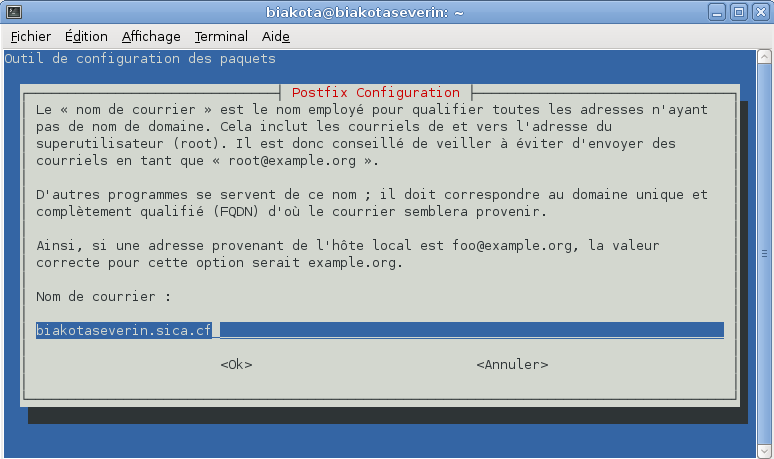 biakota@biakotaseverin: ~
Fichier Édition Affichage Terminal Aide
Outil de configuration des paquets
Postfix Configuration
Le « nom de courrier » est le nom employé pour qualifier toutes les adresses n'ayant
pas de nom de domaine. Cela inclut les courriels de et vers l'adresse du
superutilisateur (root). Il est donc conseillé de veiller à éviter d'envoyer des
courriels en tant que « root@example.org ».
D'autres programmes se servent de ce nom ; il doit correspondre au domaine unique et
complètement qualifié (FQDN) d'où le courrier semblera provenir.
Ainsi, si une adresse provenant de l'hôte local est foo@example.org, la valeur
correcte pour cette option serait example.org.
Nom de courrier :
biakotaseverin.sica.cf
<Ok> <Annuler>